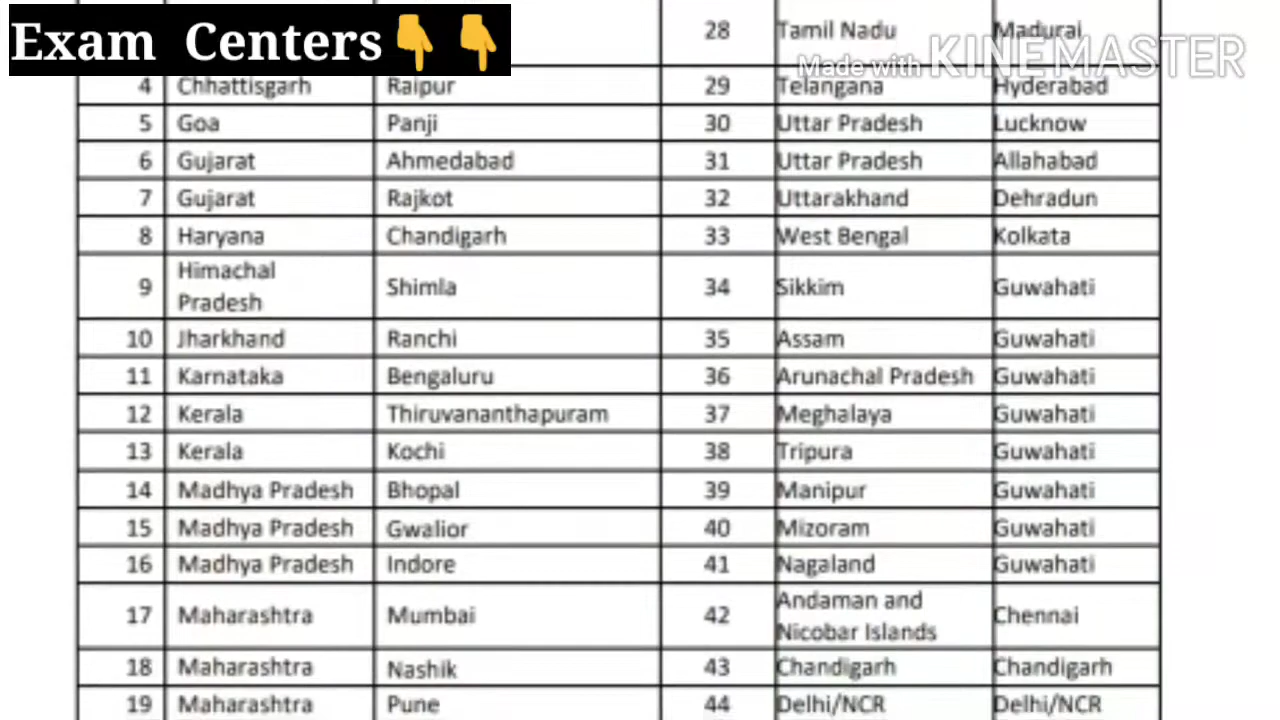 Exam Centers👇👇
Made with KINEMASTER
28 Tamil Nadu Madurai
4 Chhattisgarh Raipur 29 Telangana Hyderabad
5 Goa Panji 30 Uttar Pradesh Lucknow
6 Gujarat Ahmedabad 31 Uttar Pradesh Allahabad
7 Gujarat Rajkot 32 Uttarakhand Dehradun
8 Haryana Chandigarh 33 West Bengal Kolkata
9 Himachal Pradesh Shimla 34 Sikkim Guwahati
10 Jharkhand Ranchi 35 Assam Guwahati
11 Karnataka Bengaluru 36 Arunachal Pradesh Guwahati
12 Kerala Thiruvananthapuram 37 Meghalaya Guwahati
13 Kerala Kochi 38 Tripura Guwahati
14 Madhya Pradesh Bhopal 39 Manipur Guwahati
15 Madhya Pradesh Gwalior 40 Mizoram Guwahati
16 Madhya Pradesh Indore 41 Nagaland Guwahati
17 Maharashtra Mumbai 42 Andaman and Nicobar Islands Chennai
18 Maharashtra Nashik 43 Chandigarh Chandigarh
19 Maharashtra Pune 44 Delhi/NCR Delhi/NCR